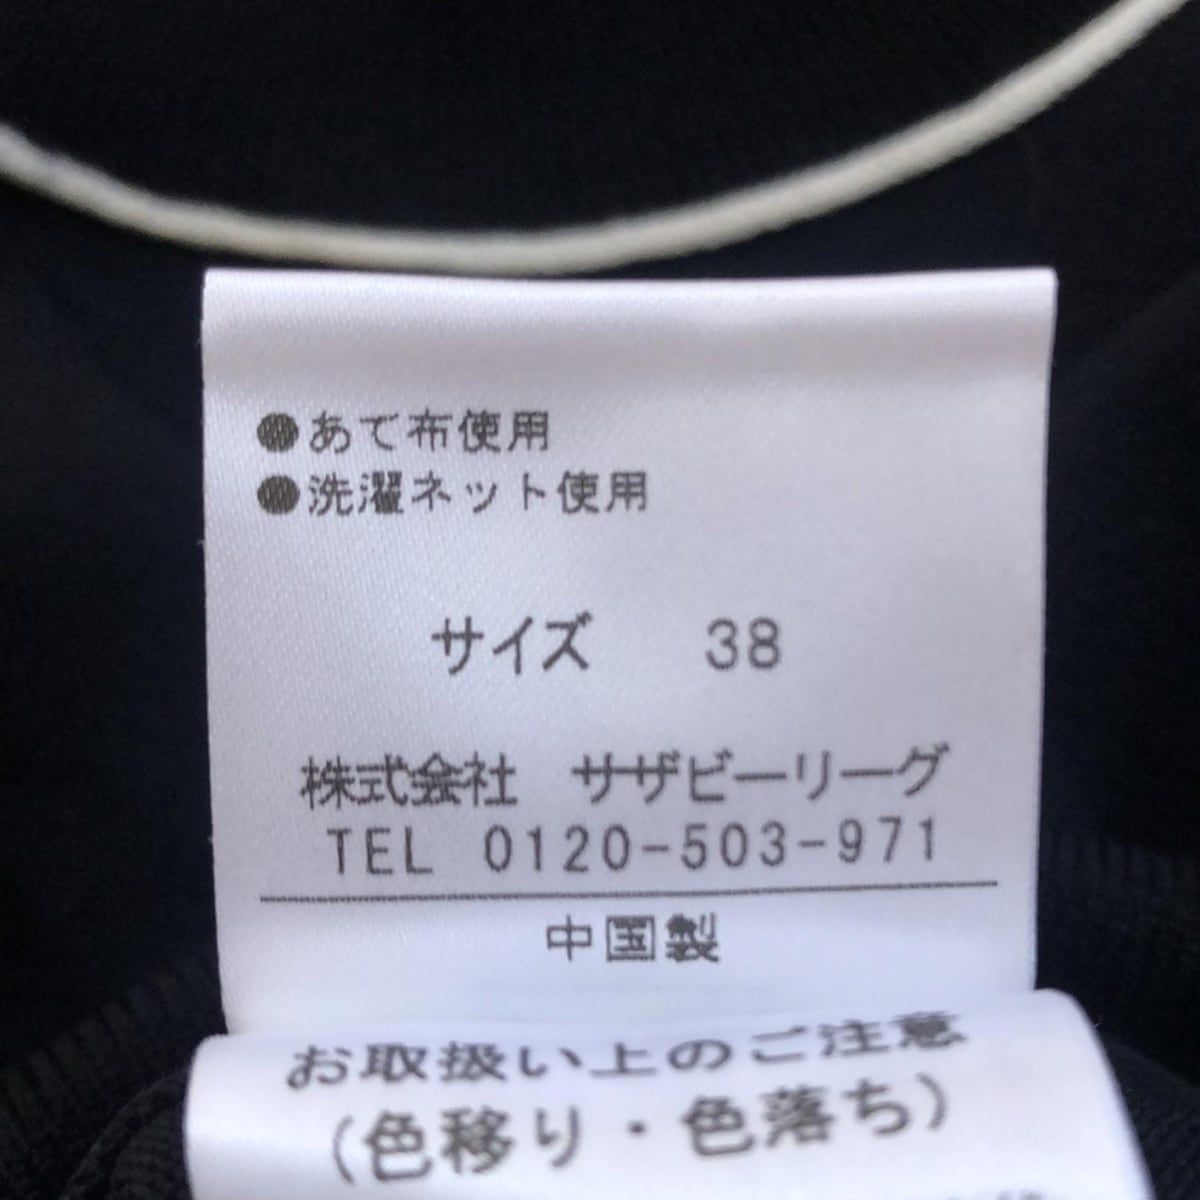 ●あて布使用
●洗濯ネット使用
サイズ 38
株式会社 サザビーリーグ
TEL 0120-503-971
中国製
お取扱い上のご注意
(色移り・色落ち)